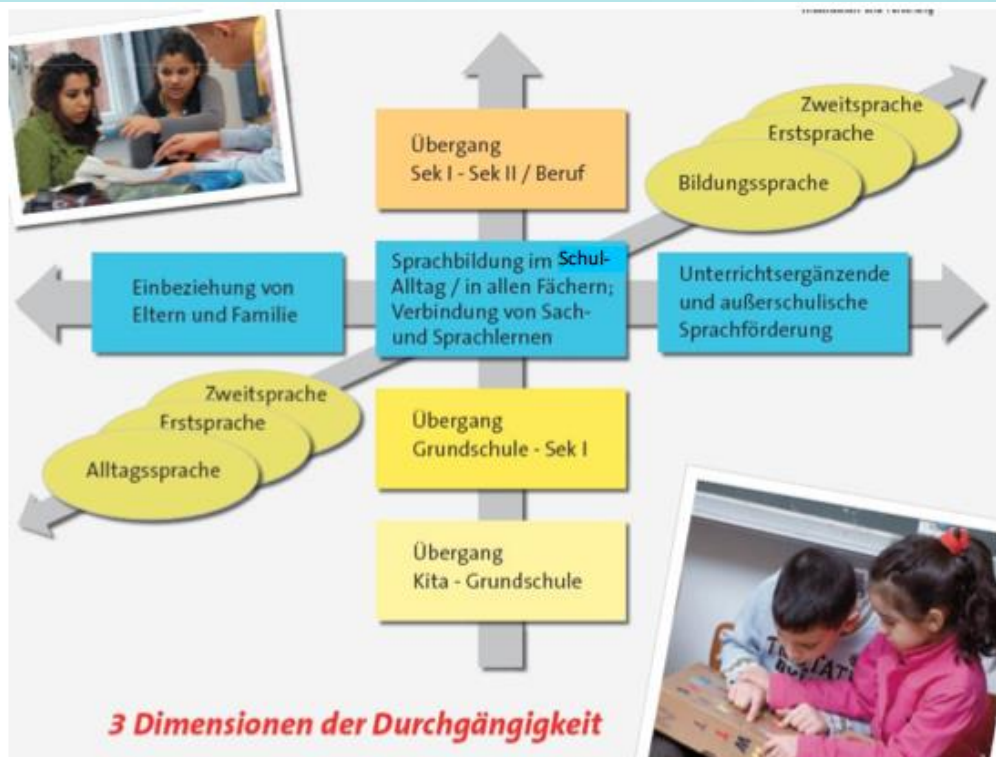 Zweitsprache
Erstsprache
Bildungssprache
Übergang
Sek I - Sek II / Beruf
Einbeziehung von
Eltern und Familie
Sprachbildung im Schul-
Alltag / in allen Fächern;
Verbindung von Sach-
und Sprachlernen
Unterrichtsergänzende
und außerschulische
Sprachförderung
Zweitsprache
Erstsprache
Alltagssprache
Übergang
Grundschule - Sek I
Übergang
Kita - Grundschule
3 Dimensionen der Durchgängigkeit